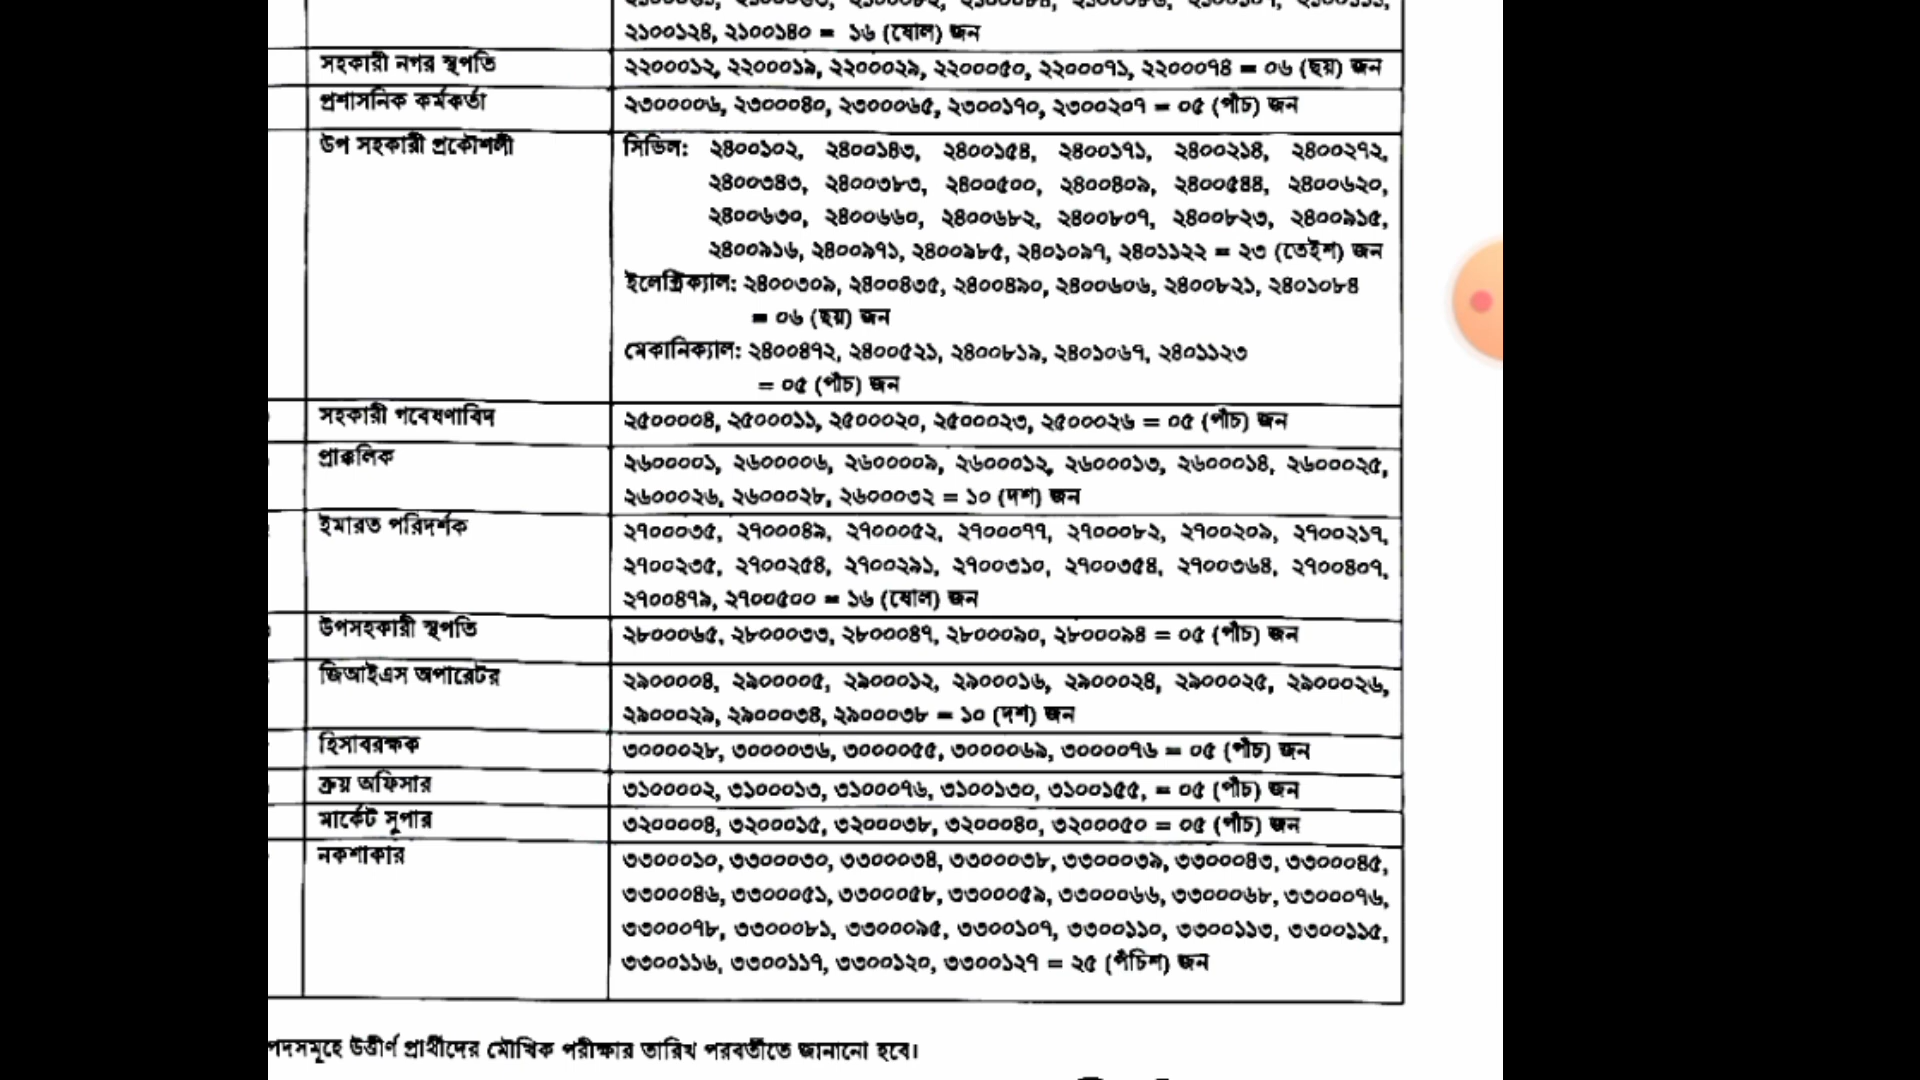 ২১০০১২৪, ২১০০১৪০ = ১৬ (ষোল) জন
সহকারী নগর স্থপতি
২২০০০১২, ২২০০০১৯, ২২০০০২৯, ২২০০০৫০, ২২০০০৭১, ২২০০০৭৪ = ০৬ (ছয়) জন
প্রশাসনিক কর্মকর্তা
২৩০০০০৬, ২৩০০০৪০, ২৩০০০৬৫, ২৩০০১৭০, ২৩০০২০৭ = ০৫ (পাঁচ) জন
উপ সহকারী প্রকৌশলী
সিভিল: ২৪০০১০২, ২৪০০১৪৩, ২৪০০১৫৪, ২৪০০১৭১, ২৪০০২১৪, ২৪০০২৭২,
২৪০০৩৪৩, ২৪০০৩৮৩, ২৪০০৫০০, ২৪০০৪০৯, ২৪০০৫৪৪, ২৪০০৬২০,
২৪০০৬৩০, ২৪০০৬৬০, ২৪০০৬৮২, ২৪০০৮০৭, ২৪০০৮২৩, ২৪০০৯১৫,
২৪০০৯১৬, ২৪০০৯৭১, ২৪০০৯৮৫, ২৪০১০৯৭, ২৪০১১২২ = ২৩ (তেইশ) জন
ইলেক্ট্রিক্যাল: ২৪০০৩০৯, ২৪০০৪৩৫, ২৪০০৪৯০, ২৪০০৬০৬, ২৪০০৮২১, ২৪০১০৮৪
= ০৬ (ছয়) জন
মেকানিক্যাল: ২৪০০৪৭২, ২৪০০৫২১, ২৪০০৮১৯, ২৪০১০৬৭, ২৪০১১২৩
= ০৫ (পাঁচ) জন
সহকারী গবেষণাবিদ
২৫০০০০৪, ২৫০০০১১, ২৫০০০২০, ২৫০০০২৩, ২৫০০০২৬ = ০৫ (পাঁচ) জন
প্রাক্কলিক
২৬০০০০১, ২৬০০০০৬, ২৬০০০০৯, ২৬০০০১২, ২৬০০০১৩, ২৬০০০১৪, ২৬০০০২৫,
২৬০০০২৬, ২৬০০০২৮, ২৬০০০৩২ = ১০ (দশ) জন
ইমারত পরিদর্শক
২৭০০০৩৫, ২৭০০০৪৯, ২৭০০০৫২, ২৭০০০৭৭, ২৭০০০৮২, ২৭০০২০৯, ২৭০০২১৭,
২৭০০২৩৫, ২৭০০২৫৪, ২৭০০২৯১, ২৭০০৩১০, ২৭০০৩৫৪, ২৭০০৩৬৪, ২৭০০৪০৭,
২৭০০৪৭৯, ২৭০০৫০০ = ১৬ (ষোল) জন
উপসহকারী স্থপতি
২৮০০০৬৫, ২৮০০০৩৩, ২৮০০০৪৭, ২৮০০০৯০, ২৮০০০৯৪ = ০৫ (পাঁচ) জন
জিআইএস অপারেটর
২৯০০০০৪, ২৯০০০০৫, ২৯০০০১২, ২৯০০০১৬, ২৯০০০২৪, ২৯০০০২৫, ২৯০০০২৬,
২৯০০০২৯, ২৯০০০৩৪, ২৯০০০৩৮ = ১০ (দশ) জন
হিসাবরক্ষক
৩০০০০২৮, ৩০০০০৩৬, ৩০০০০৫৫, ৩০০০০৬৯, ৩০০০০৭৬ = ০৫ (পাঁচ) জন
ক্রয় অফিসার
৩১০০০০২, ৩১০০০১৩, ৩১০০০৭৬, ৩১০০১৩০, ৩১০০১৫৫, = ০৫ (পাঁচ) জন
মার্কেট সুপার
৩২০০০০৪, ৩২০০০১৫, ৩২০০০৩৮, ৩২০০০৪০, ৩২০০০৫০ = ০৫ (পাঁচ) জন
নকশাকার
৩৩০০০১০, ৩৩০০০৩০, ৩৩০০০৩৪, ৩৩০০০৩৮, ৩৩০০০৩৯, ৩৩০০০৪৩, ৩৩০০০৪৫,
৩৩০০০৪৬, ৩৩০০০৫১, ৩৩০০০৫৮, ৩৩০০০৫৯, ৩৩০০০৬৬, ৩৩০০০৬৮, ৩৩০০০৭৬,
৩৩০০০৭৮, ৩৩০০০৮১, ৩৩০০০৯৫, ৩৩০০১০৭, ৩৩০০১১০, ৩৩০০১১৩, ৩৩০০১১৫,
৩৩০০১১৬, ৩৩০০১১৭, ৩৩০০১২০, ৩৩০০১২৭ = ২৫ (পঁচিশ) জন
পদসমূহে উত্তীর্ণ প্রার্থীদের মৌখিক পরীক্ষার তারিখ পরবর্তীতে জানানো হবে।